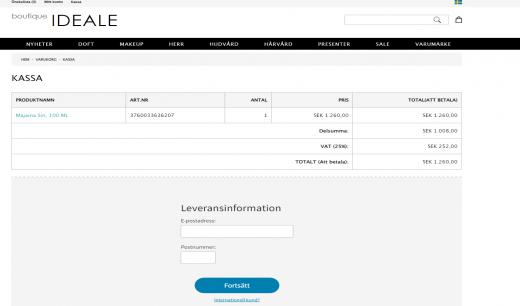 Önskelista (0) Mitt konto Kassa
boutique IDEALE
NYHETER DOFT MAKEUP HERR HUDVÅRD HÅRVÅRD PRESENTER SALE VARUMÄRKE
HEM VARUKORG KASSA
KASSA
PRODUKTNAMN ART.NR ANTAL PRIS TOTAL(ATT BETALA)
Majaina Sin, 100 ML 3760033636207 1 SEK 1.260,00 SEK 1.260,00
Delsumma: SEK 1.008,00
VAT (25%): SEK 252,00
TOTALT (Att betala): SEK 1.260,00
Leveransinformation
E-postadress:
Postnummer:
Fortsätt
Internationell kund?